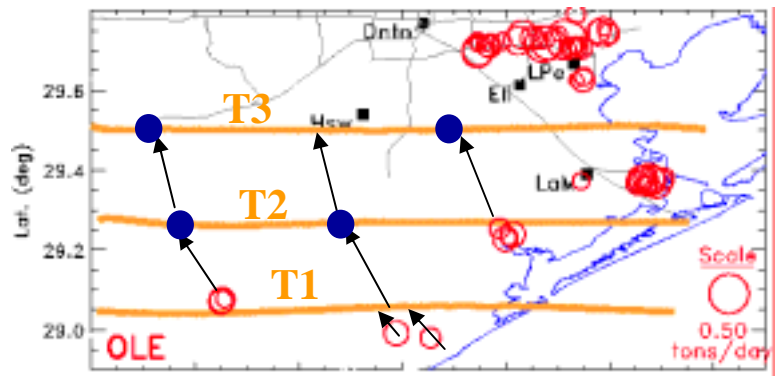 Dnto
LPo
Ell
29.6
T3
Hsw
Lat. (deg)
29.4
LaM
T2
29.2
Scale
T1
29.0
0.50
OLE
tons/day